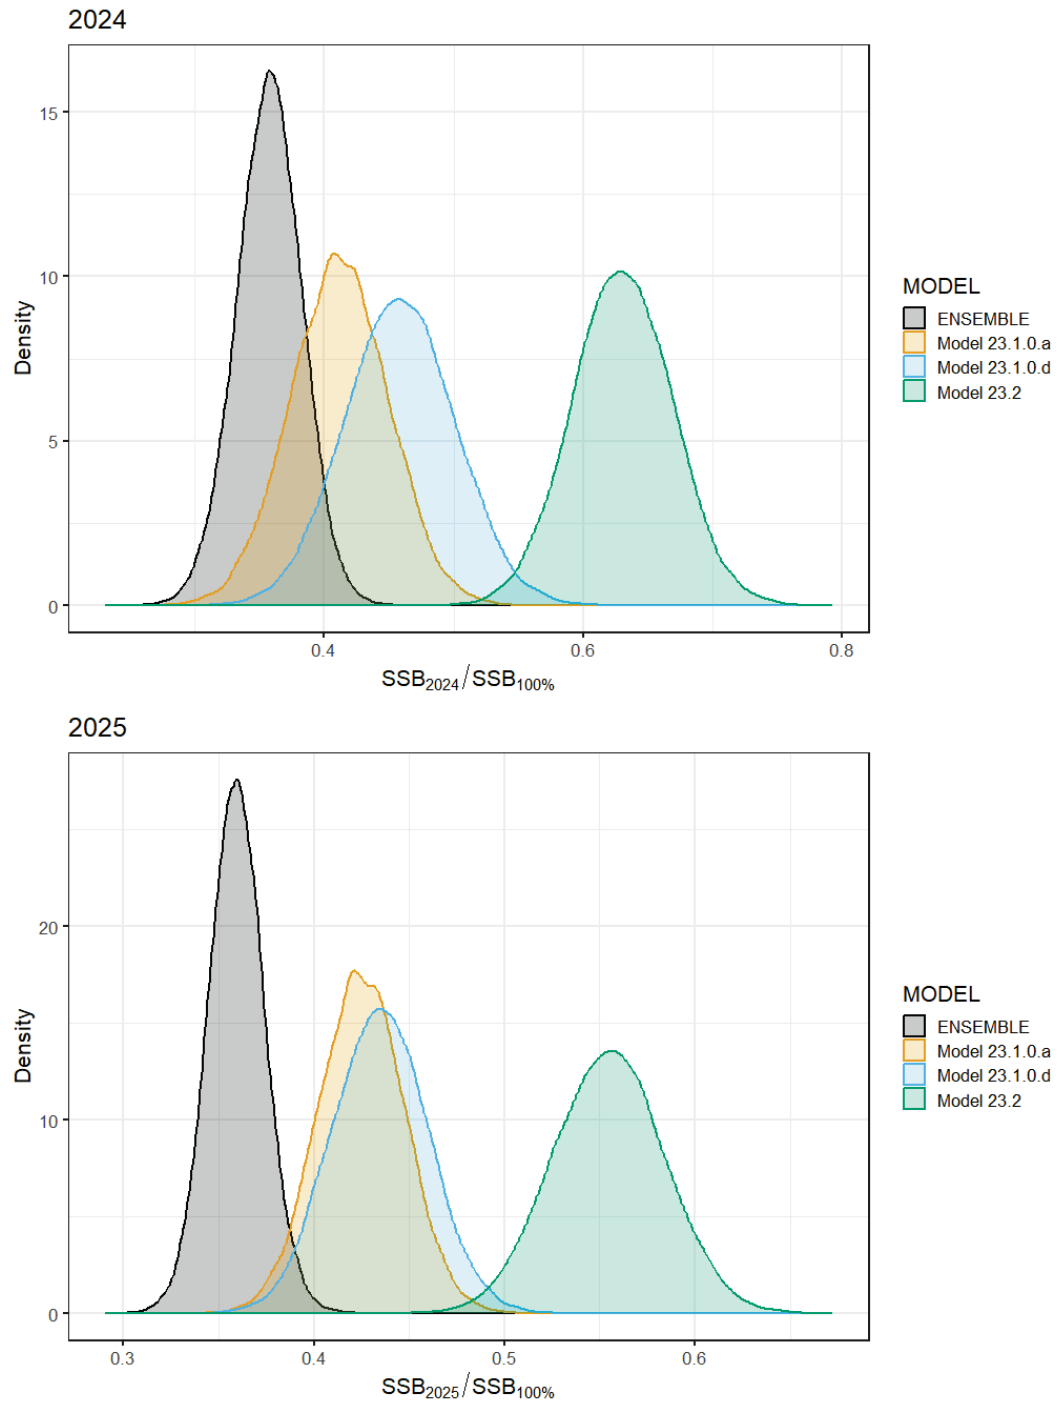 2024
15
10
5
0
Density
0.4 0.6 0.8
SSB2024/SSB100%
MODEL
ENSEMBLE
Model 23.1.0.a
Model 23.1.0.d
Model 23.2
2025
20
10
0
Density
0.3 0.4 0.5 0.6
SSB2025/SSB100%
MODEL
ENSEMBLE
Model 23.1.0.a
Model 23.1.0.d
Model 23.2